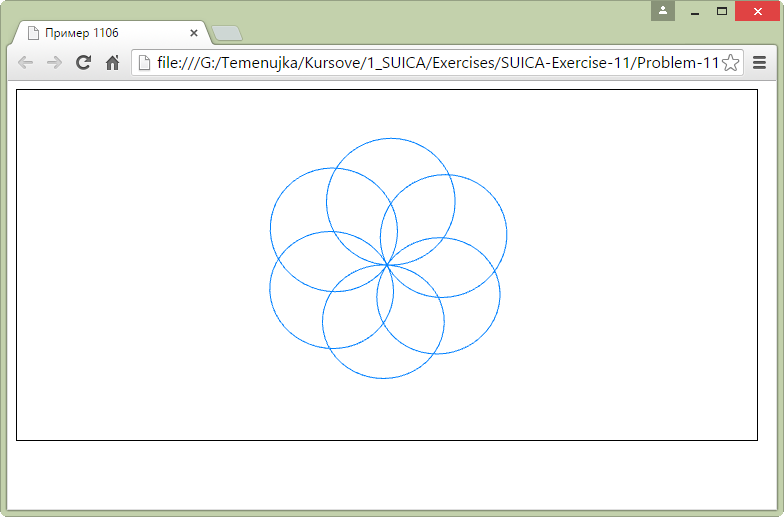 Пример 1106
file:///G:/Temenujka/Kursove/1_SUICA/Exercises/SUICA-Exercise-11/Problem-11